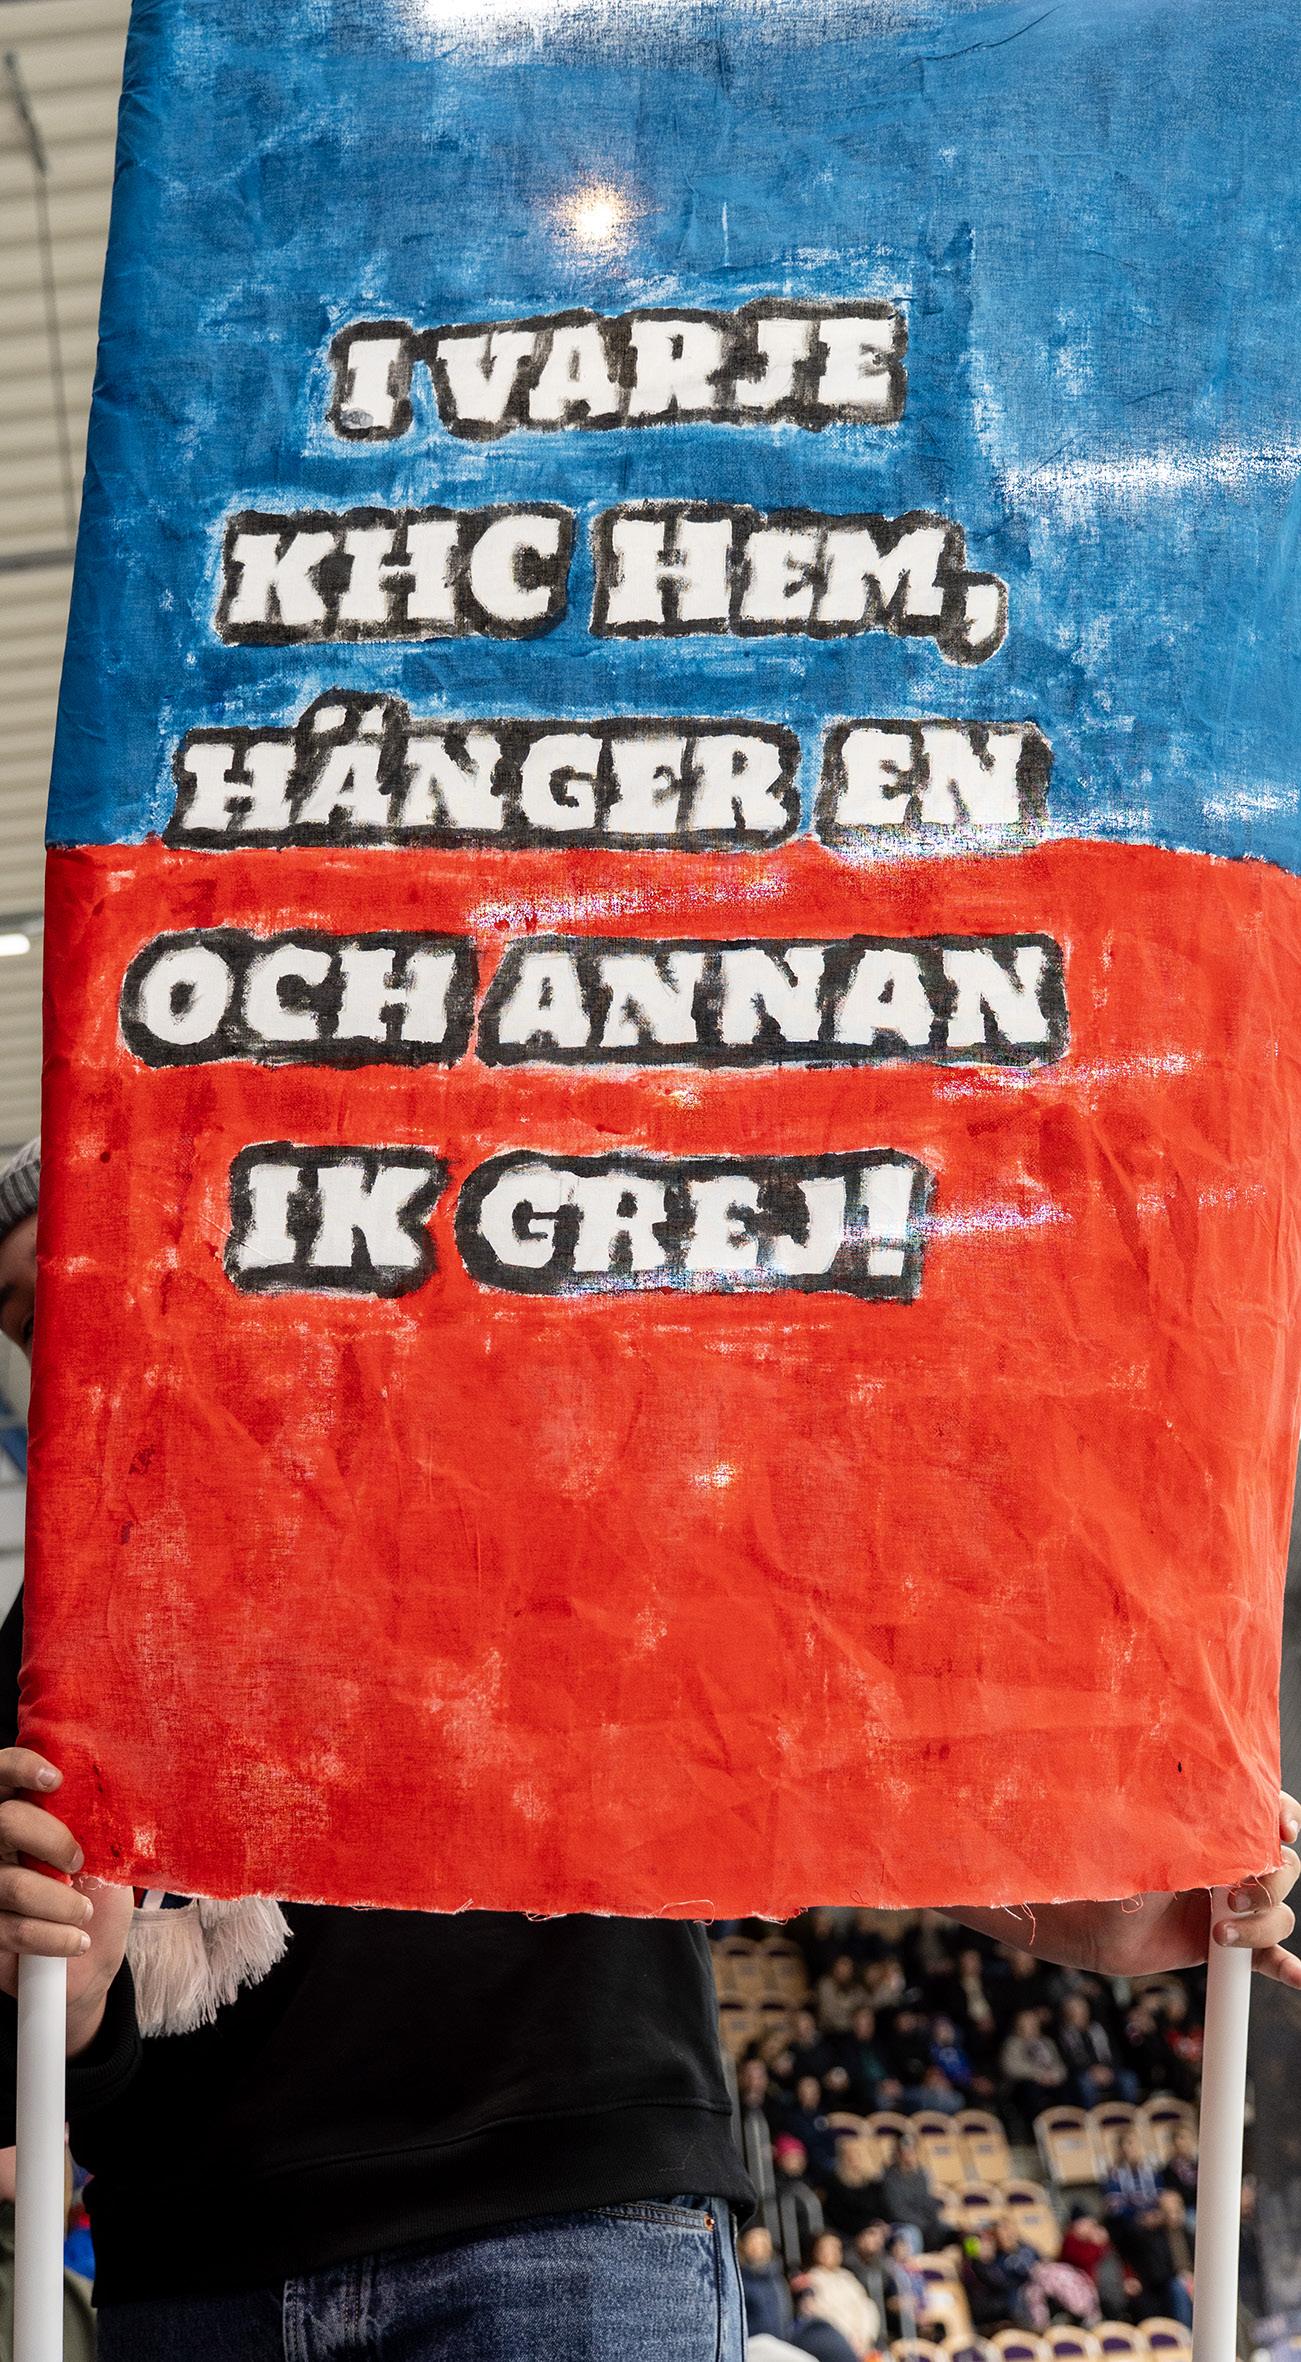 I VARJE
KHC HEM,
HÄNGER EN
OCH ANNAN
IK GREJ!